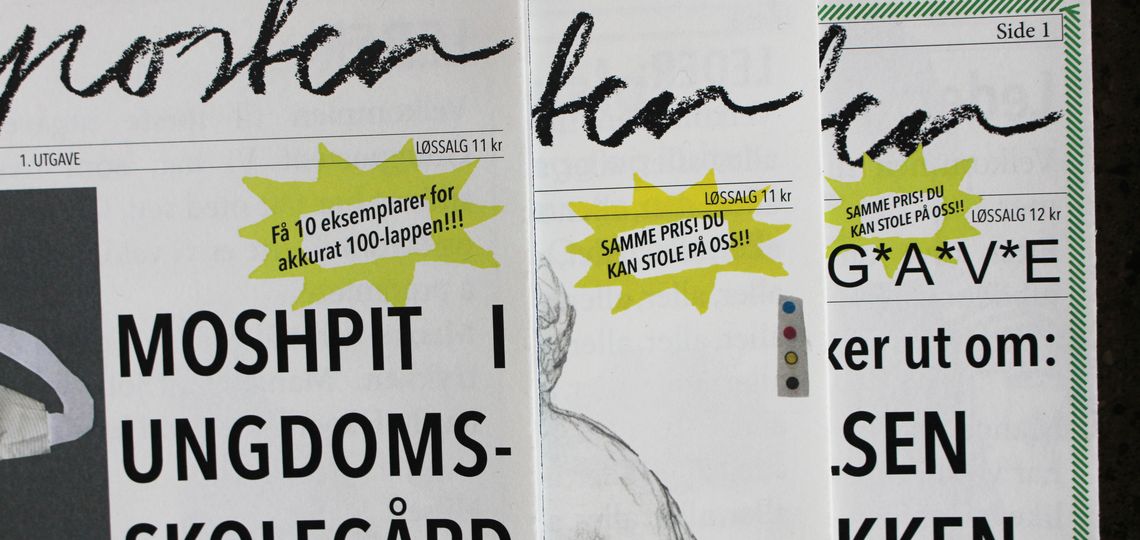 posten
1. UTGAVE
LØSSALG 11 kr
Få 10 eksemplarer for
akkurat 100-lappen!!!
MOSHPIT I
UNGDOMS-
SKOLEGÅRD
ten
LØSSALG 11 kr
SAMME PRIS! DU
KAN STOLE PÅ OSS!!
Side 1
ten
SAMME PRIS! DU
KAN STOLE PÅ OSS!!
LØSSALG 12 kr
G*A*V*E
ker ut om:
LSEN
KKEN